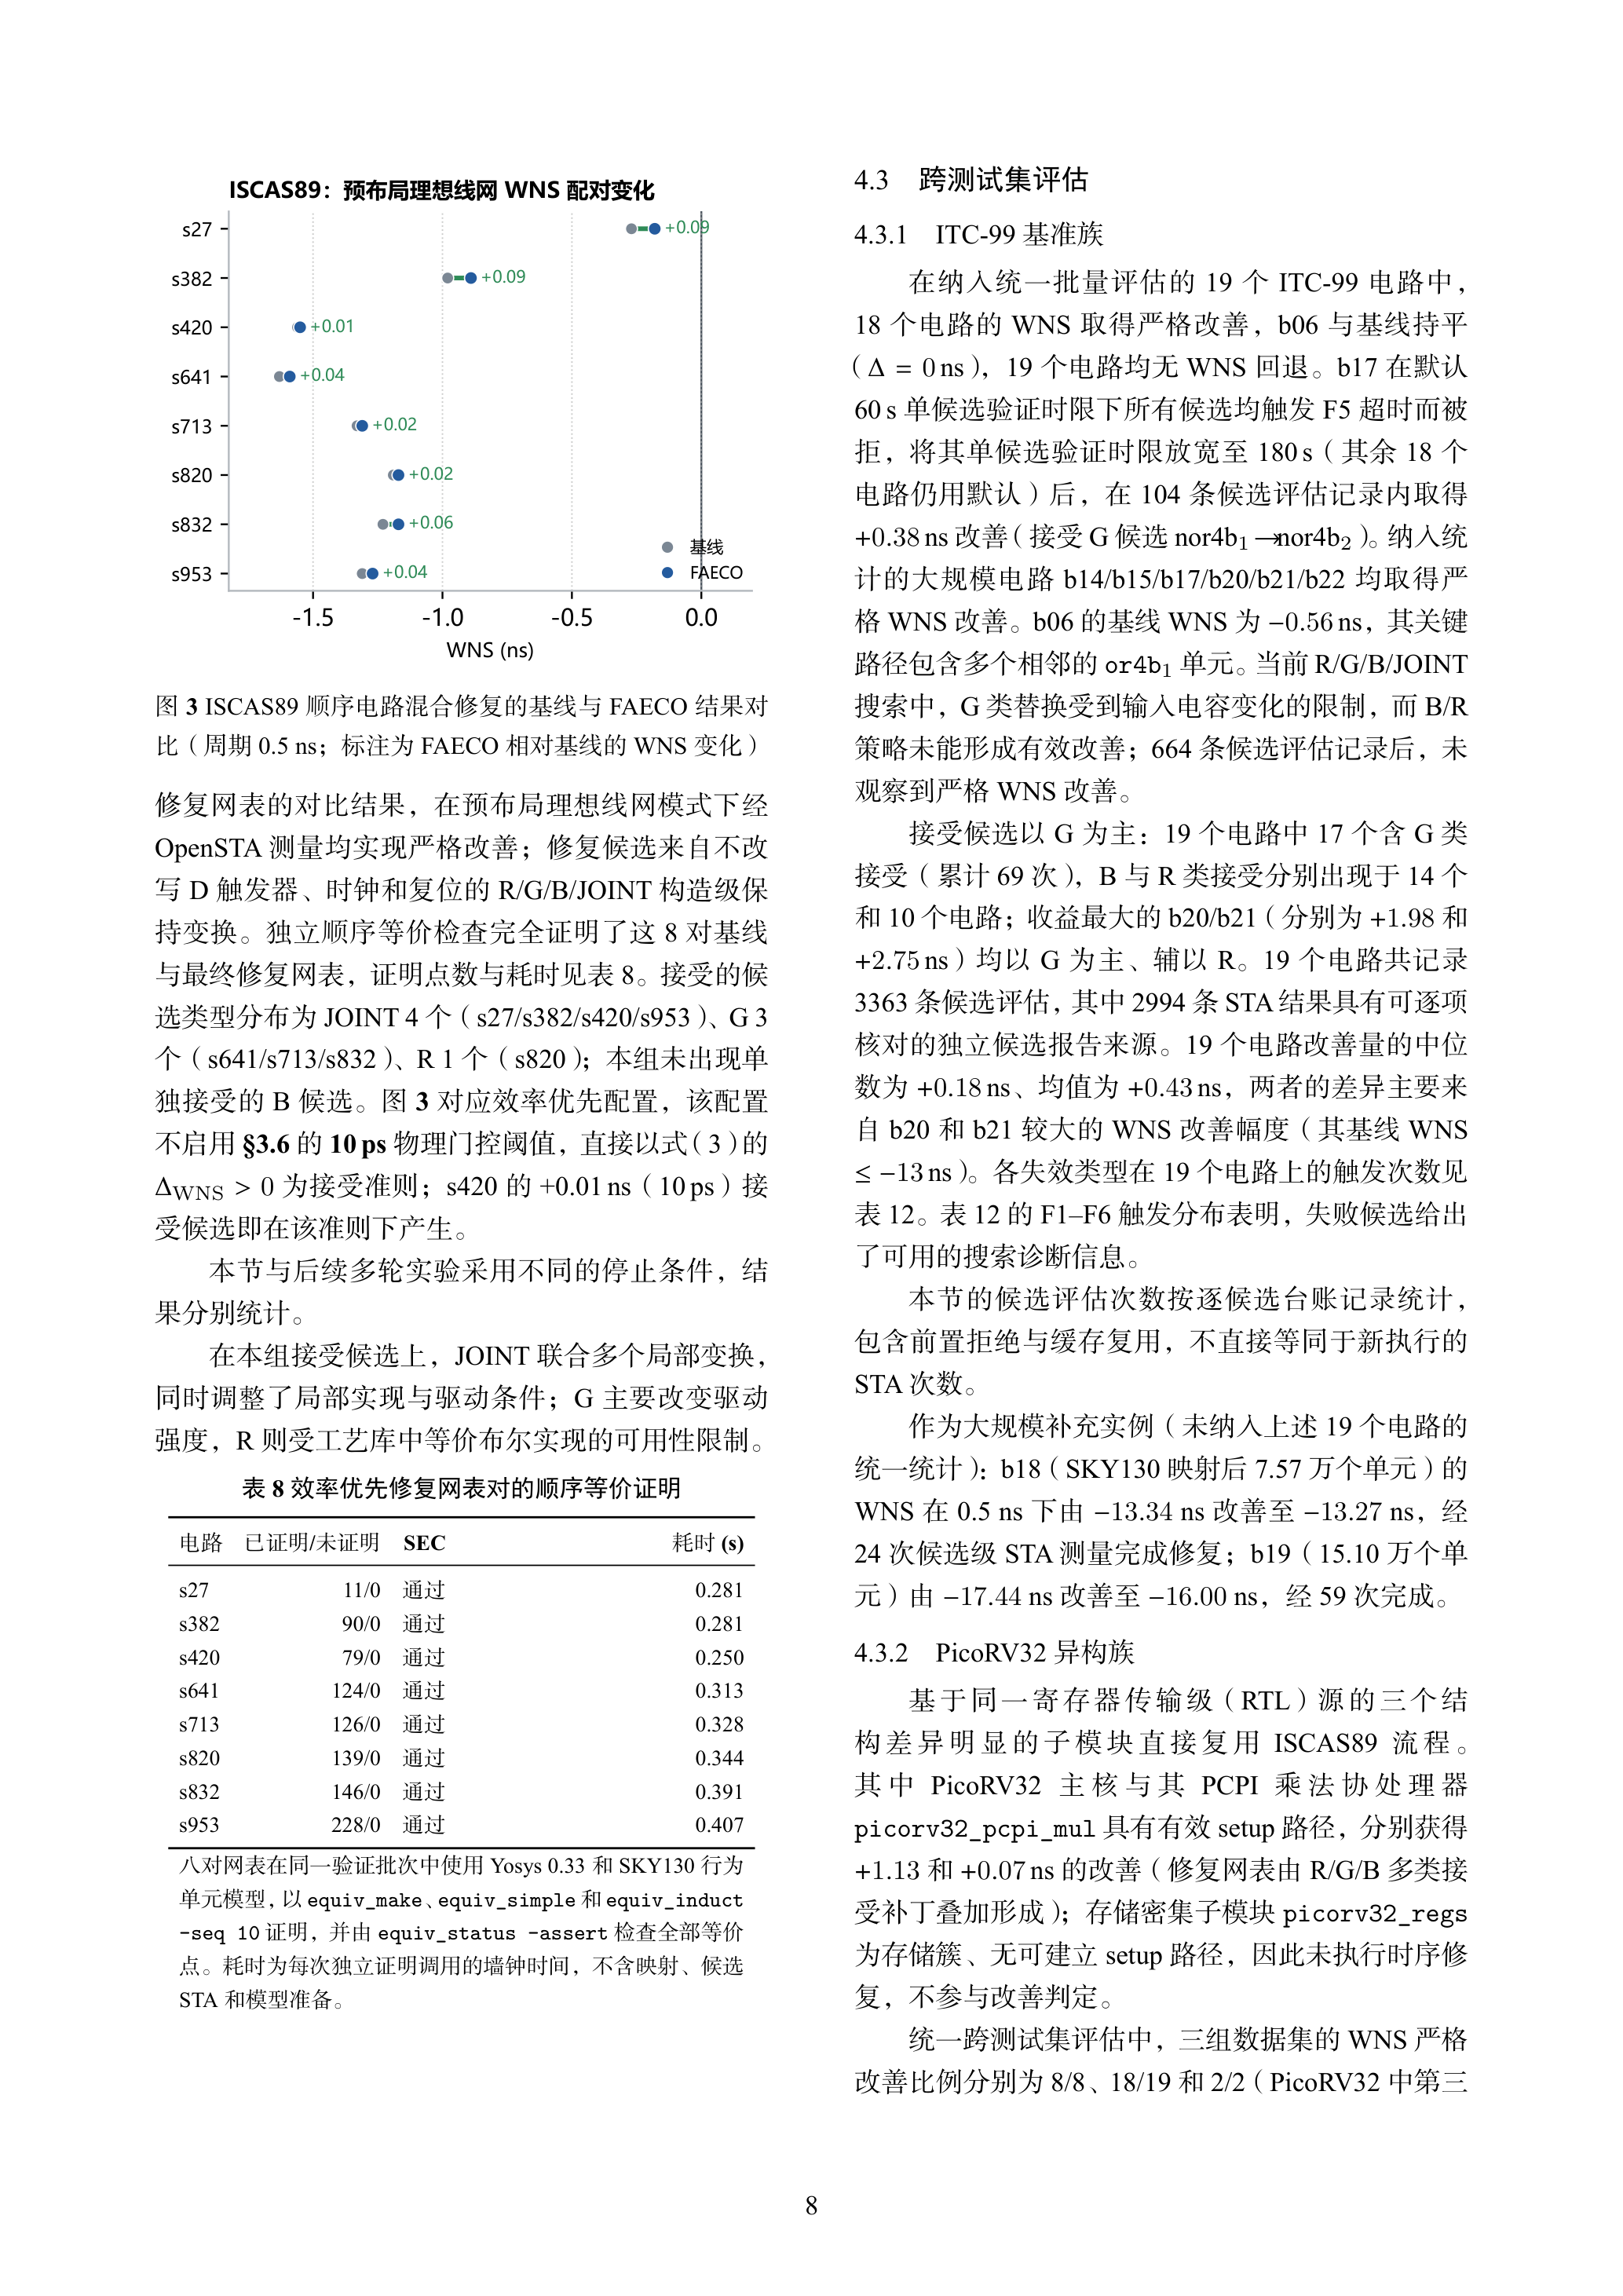 ISCAS89：预布局理想线网 WNS 配对变化
s27
+0.09
s382
+0.09
s420
+0.01
s641
+0.04
s713
+0.02
s820
+0.02
s832
+0.06
s953
+0.04
基线
FAECO
-1.5
-1.0
-0.5
0.0
WNS (ns)
图 3 ISCAS89 顺序电路混合修复的基线与 FAECO 结果对
比（周期 0.5 ns；标注为 FAECO 相对基线的 WNS 变化）
修复网表的对比结果，在预布局理想线网模式下经
OpenSTA 测量均实现严格改善；修复候选来自不改
写 D 触发器、时钟和复位的 R/G/B/JOINT 构造级保
持变换。独立顺序等价检查完全证明了这 8 对基线
与最终修复网表，证明点数与耗时见表 8。接受的候
选类型分布为 JOINT 4 个（s27/s382/s420/s953）、G 3
个（s641/s713/s832）、R 1 个（s820）；本组未出现单
独接受的 B 候选。图 3 对应效率优先配置，该配置
不启用 §3.6 的 10 ps 物理门控阈值，直接以式（3）的
Δ_WNS > 0 为接受准则；s420 的 +0.01 ns（10 ps）接
受候选即在该准则下产生。
本节与后续多轮实验采用不同的停止条件，结
果分别统计。
在本组接受候选上，JOINT 联合多个局部变换，
同时调整了局部实现与驱动条件；G 主要改变驱动
强度，R 则受工艺库中等价布尔实现的可用性限制。
表 8 效率优先修复网表对的顺序等价证明
电路 已证明/未证明 SEC 耗时 (s)
s27 11/0 通过 0.281
s382 90/0 通过 0.281
s420 79/0 通过 0.250
s641 124/0 通过 0.313
s713 126/0 通过 0.328
s820 139/0 通过 0.344
s832 146/0 通过 0.391
s953 228/0 通过 0.407
八对网表在同一验证批次中使用 Yosys 0.33 和 SKY130 行为
单元模型，以 equiv_make、equiv_simple 和 equiv_induct
-seq 10 证明，并由 equiv_status -assert 检查全部等价
点。耗时为每次独立证明调用的墙钟时间，不含映射、候选
STA 和模型准备。
4.3 跨测试集评估
4.3.1 ITC-99 基准族
在纳入统一批量评估的 19 个 ITC-99 电路中，
18 个电路的 WNS 取得严格改善，b06 与基线持平
（Δ = 0 ns），19 个电路均无 WNS 回退。b17 在默认
60 s 单候选验证时限下所有候选均触发 F5 超时而被
拒，将其单候选验证时限放宽至 180 s（其余 18 个
电路仍用默认）后，在 104 条候选评估记录内取得
+0.38 ns 改善（接受 G 候选 nor4b₁→nor4b₂）。纳入统
计的大规模电路 b14/b15/b17/b20/b21/b22 均取得严
格 WNS 改善。b06 的基线 WNS 为 −0.56 ns，其关键
路径包含多个相邻的 or4b₁ 单元。当前 R/G/B/JOINT
搜索中，G 类替换受到输入电容变化的限制，而 B/R
策略未能形成有效改善；664 条候选评估记录后，未
观察到严格 WNS 改善。
接受候选以 G 为主：19 个电路中 17 个含 G 类
接受（累计 69 次），B 与 R 类接受分别出现于 14 个
和 10 个电路；收益最大的 b20/b21（分别为 +1.98 和
+2.75 ns）均以 G 为主、辅以 R。19 个电路共记录
3363 条候选评估，其中 2994 条 STA 结果具有可逐项
核对的独立候选报告来源。19 个电路改善量的中位
数为 +0.18 ns、均值为 +0.43 ns，两者的差异主要来
自 b20 和 b21 较大的 WNS 改善幅度（其基线 WNS
≤ −13 ns）。各失效类型在 19 个电路上的触发次数见
表 12。表 12 的 F1–F6 触发分布表明，失败候选给出
了可用的搜索诊断信息。
本节的候选评估次数按逐候选台账记录统计，
包含前置拒绝与缓存复用，不直接等同于新执行的
STA 次数。
作为大规模补充实例（未纳入上述 19 个电路的
统一统计）：b18（SKY130 映射后 7.57 万个单元）的
WNS 在 0.5 ns 下由 −13.34 ns 改善至 −13.27 ns，经
24 次候选级 STA 测量完成修复；b19（15.10 万个单
元）由 −17.44 ns 改善至 −16.00 ns，经 59 次完成。
4.3.2 PicoRV32 异构族
基于同一寄存器传输级（RTL）源的三个结
构差异明显的子模块直接复用 ISCAS89 流程。
其中 PicoRV32 主核与其 PCPI 乘法协处理器
picorv32_pcpi_mul 具有有效 setup 路径，分别获得
+1.13 和 +0.07 ns 的改善（修复网表由 R/G/B 多类接
受补丁叠加形成）；存储密集子模块 picorv32_regs
为存储簇、无可建立 setup 路径，因此未执行时序修
复，不参与改善判定。
统一跨测试集评估中，三组数据集的 WNS 严格
改善比例分别为 8/8、18/19 和 2/2（PicoRV32 中第三
8